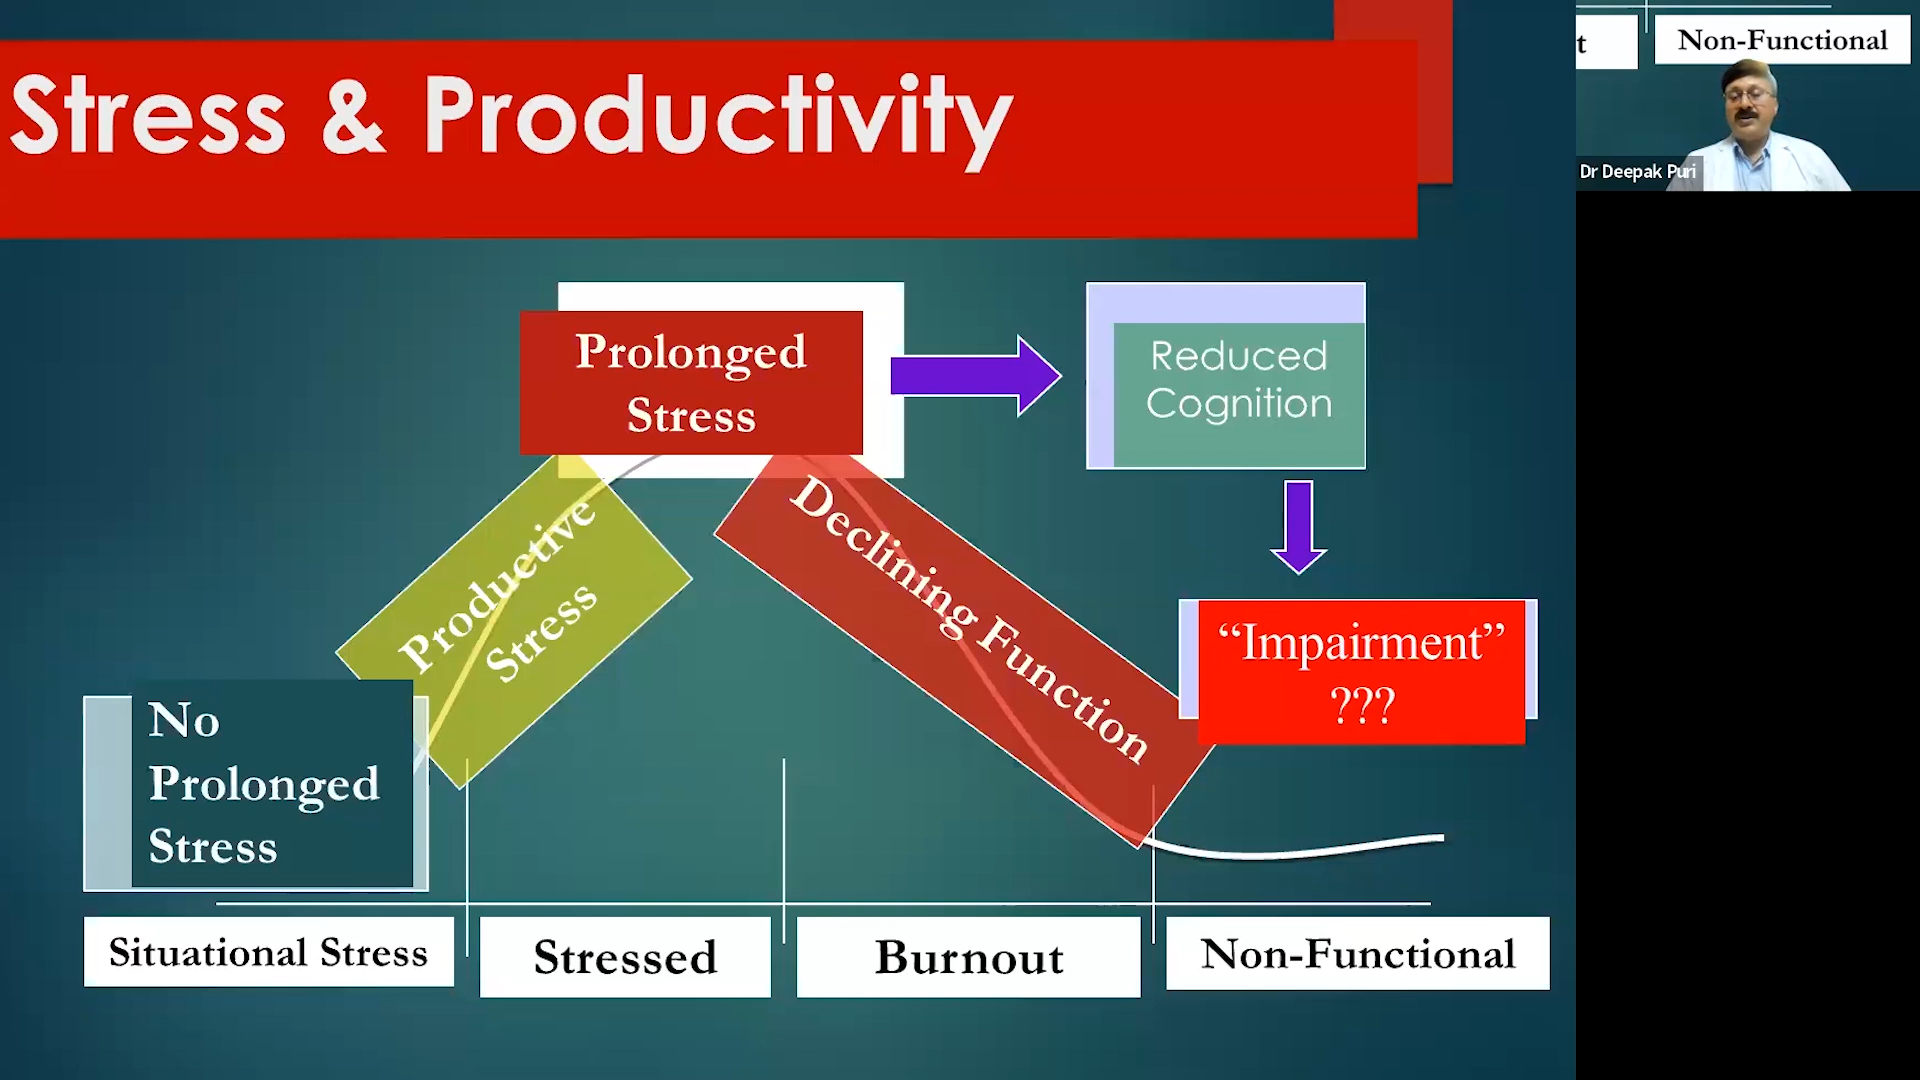 Stress & Productivity
t
Non-Functional
Dr Deepak Puri
Prolonged
Stress
Reduced
Cognition
Productive
Stress
Declining Function
"Impairment"
???
No
Prolonged
Stress
Situational Stress
Stressed
Burnout
Non-Functional